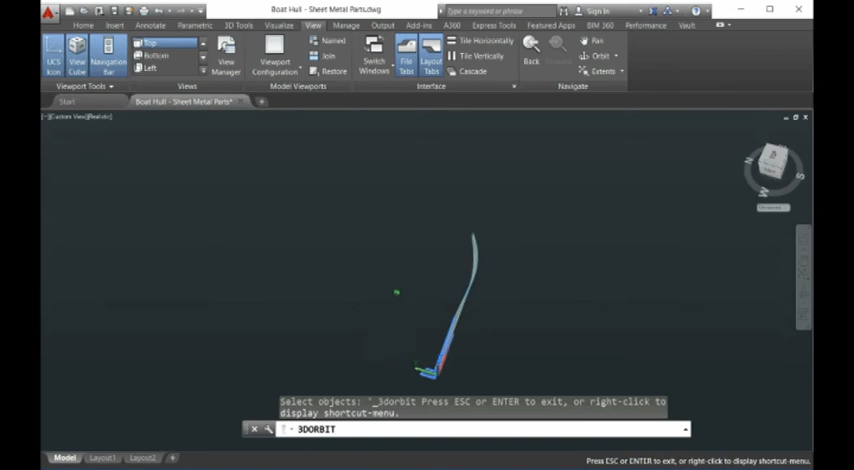 Boat Hull - Sheet Metal Parts.dwg
Type a keyword or phrase
Sign In
Home Insert Annotate Parametric 3D Tools Visualize View Manage Output Add-ins A360 Express Tools Featured Apps BIM 360 Performance Vault
UCS Icon
View Cube
Navigation Bar
Viewport Tools
Top
Bottom
Left
View Manager
Views
Viewport Configuration
Named
Join
Restore
Model Viewports
Switch Windows
File Tabs
Layout Tabs
Tile Horizontally
Tile Vertically
Cascade
Interface
Back
Forward
Pan
Orbit
Extents
Navigate
Start
Boat Hull - Sheet Metal Parts*
[-][Custom View][Realistic]
N
S
W
Unnamed
Y
Select objects: '_3dorbit Press ESC or ENTER to exit, or right-click to
display shortcut-menu.
3DORBIT
Model Layout1 Layout2
Press ESC or ENTER to exit, or right-click to display shortcut-menu.